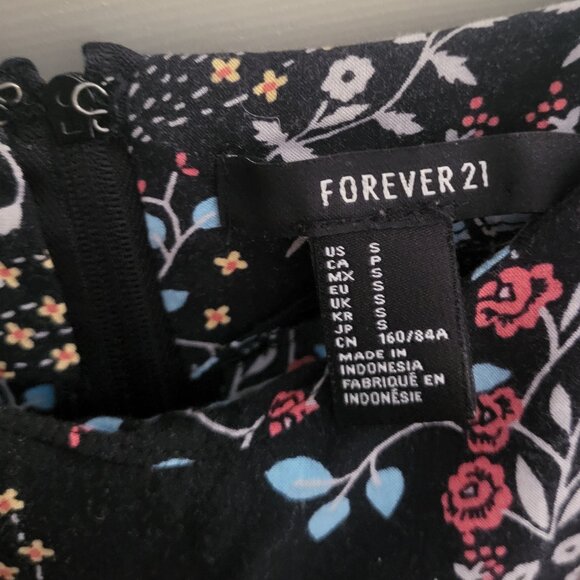 FOREVER 21
US S
CA P
MX S
EU S
UK S
KR S
JP S
CN 160/84A
MADE IN
INDONESIA
FABRIQUÉ EN
INDONÉSIE